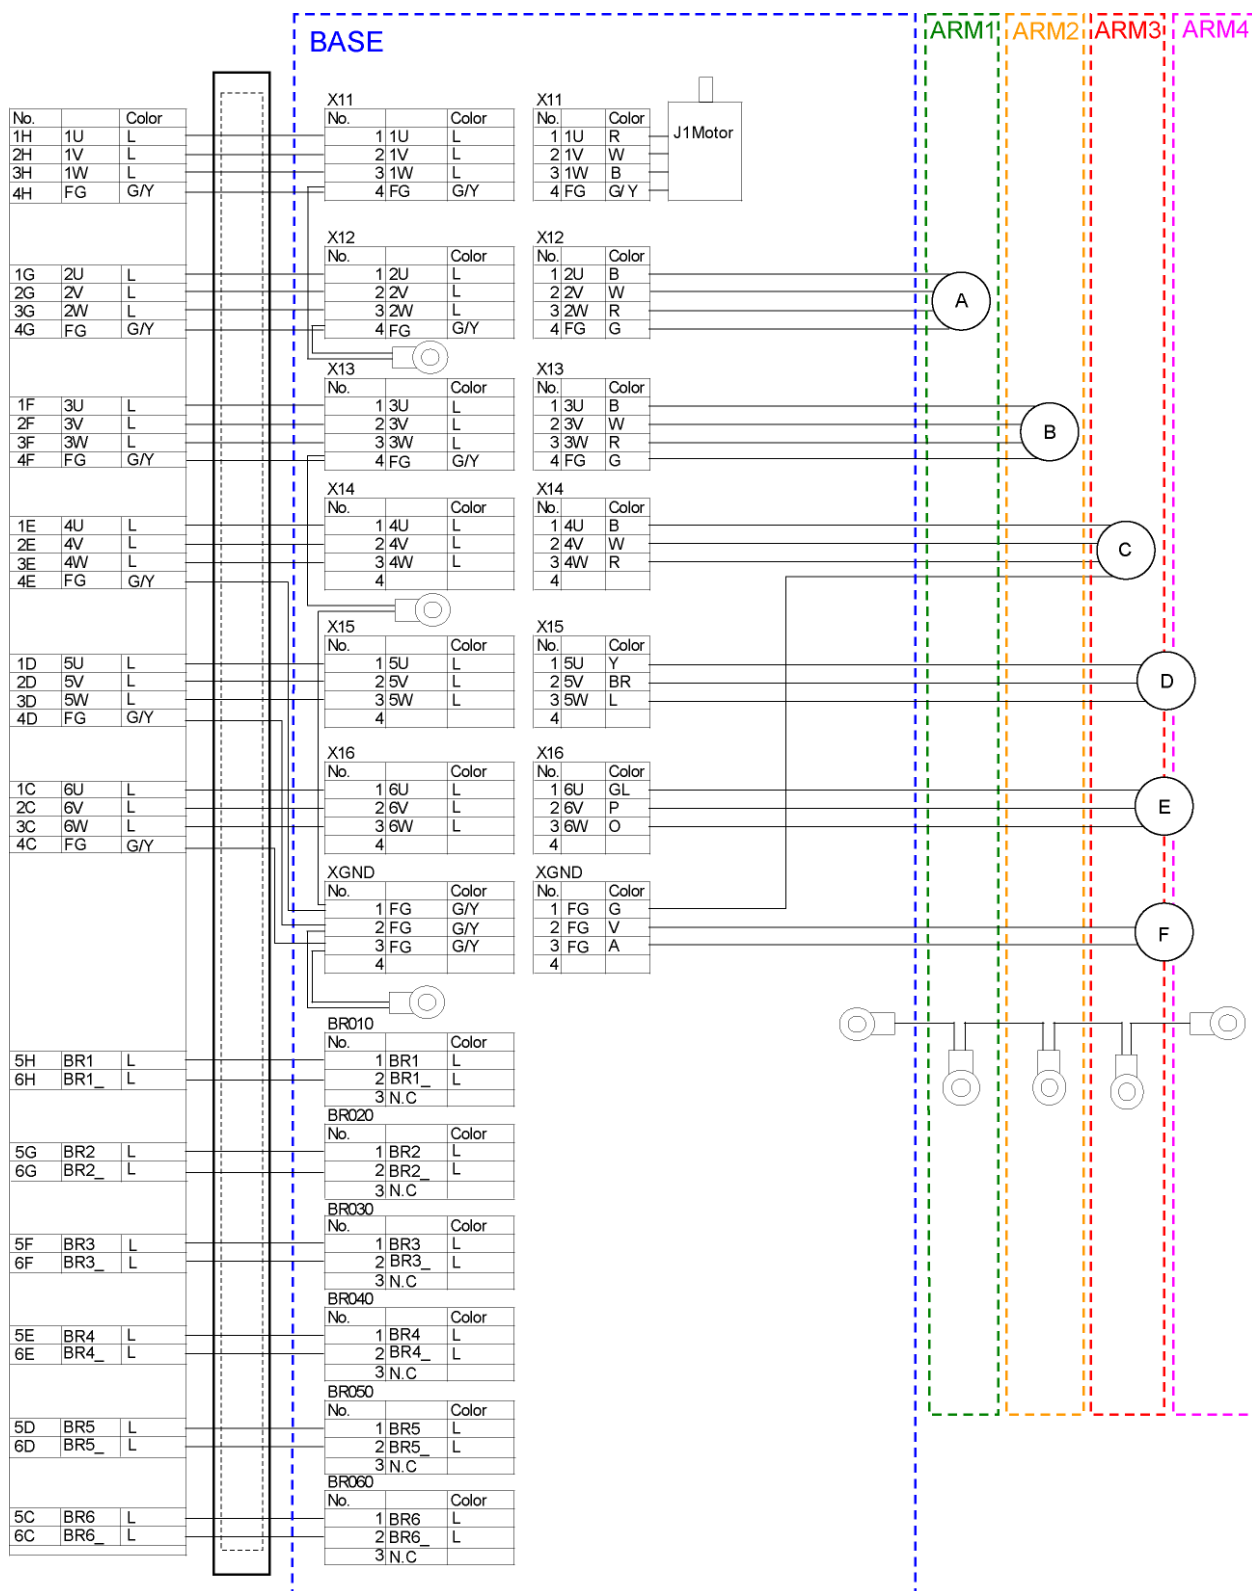 BASE
ARM1
ARM2
ARM3
ARM4
No. Color
1H 1U L
2H 1V L
3H 1W L
4H FG G/Y
1G 2U L
2G 2V L
3G 2W L
4G FG G/Y
1F 3U L
2F 3V L
3F 3W L
4F FG G/Y
1E 4U L
2E 4V L
3E 4W L
4E FG G/Y
1D 5U L
2D 5V L
3D 5W L
4D FG G/Y
1C 6U L
2C 6V L
3C 6W L
4C FG G/Y
5H BR1 L
6H BR1_ L
5G BR2 L
6G BR2_ L
5F BR3 L
6F BR3_ L
5E BR4 L
6E BR4_ L
5D BR5 L
6D BR5_ L
5C BR6 L
6C BR6_ L
X11
No. Color
1 1U L
2 1V L
3 1W L
4 FG G/Y
X12
No. Color
1 2U L
2 2V L
3 2W L
4 FG G/Y
X13
No. Color
1 3U L
2 3V L
3 3W L
4 FG G/Y
X14
No. Color
1 4U L
2 4V L
3 4W L
4
X15
No. Color
1 5U L
2 5V L
3 5W L
4
X16
No. Color
1 6U L
2 6V L
3 6W L
4
XGND
No. Color
1 FG G/Y
2 FG G/Y
3 FG G/Y
4
BR010
No. Color
1 BR1 L
2 BR1_ L
3 N.C
BR020
No. Color
1 BR2 L
2 BR2_ L
3 N.C
BR030
No. Color
1 BR3 L
2 BR3_ L
3 N.C
BR040
No. Color
1 BR4 L
2 BR4_ L
3 N.C
BR050
No. Color
1 BR5 L
2 BR5_ L
3 N.C
BR060
No. Color
1 BR6 L
2 BR6_ L
3 N.C
X11
No. Color
1 1U R
2 1V W
3 1W B
4 FG G/Y
J1Motor
X12
No. Color
1 2U B
2 2V W
3 2W R
4 FG G
A
X13
No. Color
1 3U B
2 3V W
3 3W R
4 FG G
B
X14
No. Color
1 4U B
2 4V W
3 4W R
4
C
X15
No. Color
1 5U Y
2 5V BR
3 5W L
4
D
X16
No. Color
1 6U GL
2 6V P
3 6W O
4
E
XGND
No. Color
1 FG G
2 FG V
3 FG A
4
F